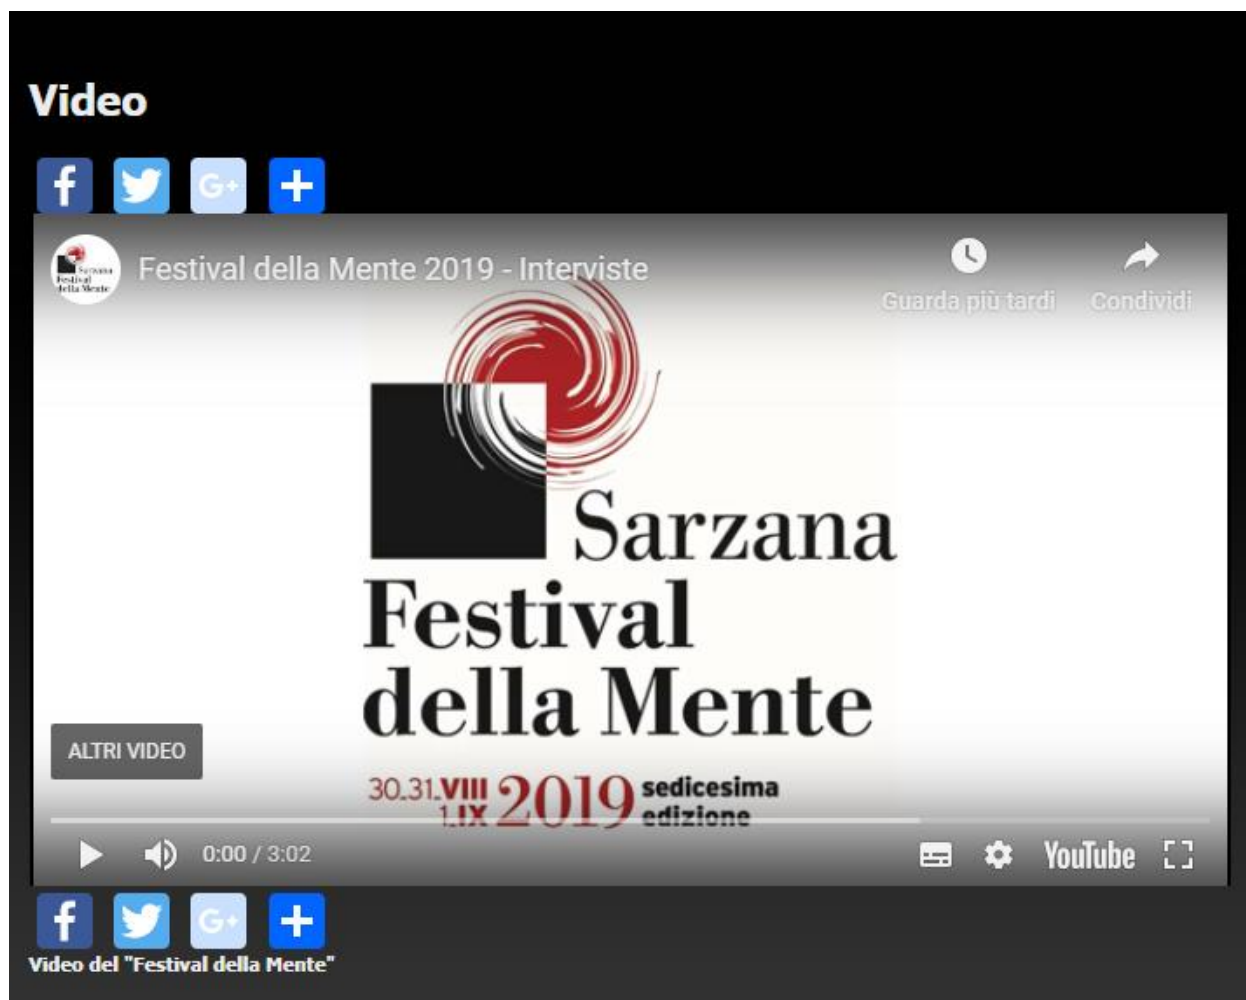 Video
Festival della Mente 2019 - Interviste
Guarda più tardi
Condividi
Sarzana
Festival
della Mente
30.31.VIII
1.IX
2019
sedicesima
edizione
ALTRI VIDEO
0:00 / 3:02
YouTube
Video del "Festival della Mente"